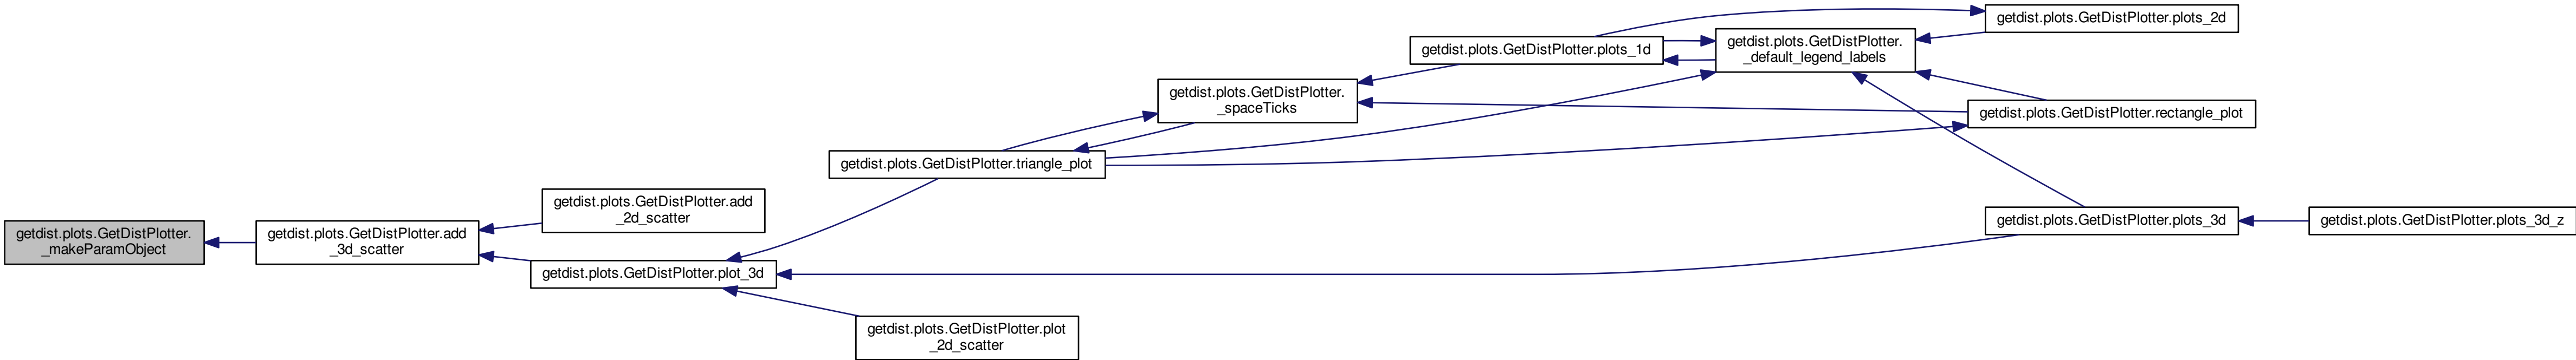 getdist.plots.GetDistPlotter.
_makeParamObject
getdist.plots.GetDistPlotter.add
_3d_scatter
getdist.plots.GetDistPlotter.add
_2d_scatter
getdist.plots.GetDistPlotter.plot_3d
getdist.plots.GetDistPlotter.triangle_plot
getdist.plots.GetDistPlotter.plot
_2d_scatter
getdist.plots.GetDistPlotter.
_spaceTicks
getdist.plots.GetDistPlotter.plots_1d
getdist.plots.GetDistPlotter.
_default_legend_labels
getdist.plots.GetDistPlotter.plots_2d
getdist.plots.GetDistPlotter.rectangle_plot
getdist.plots.GetDistPlotter.plots_3d
getdist.plots.GetDistPlotter.plots_3d_z